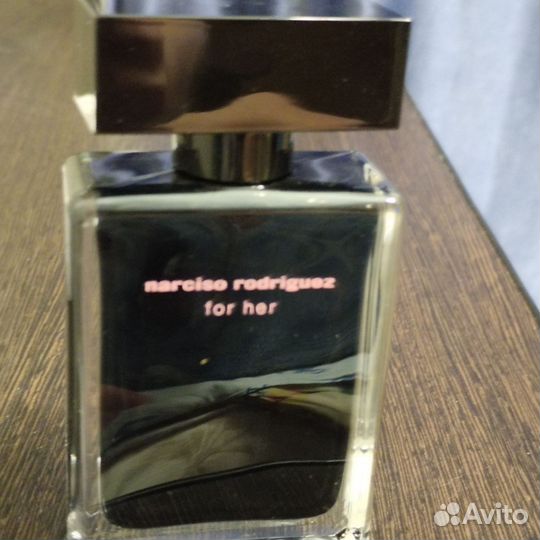 narciso rodriguez
for her
Avito